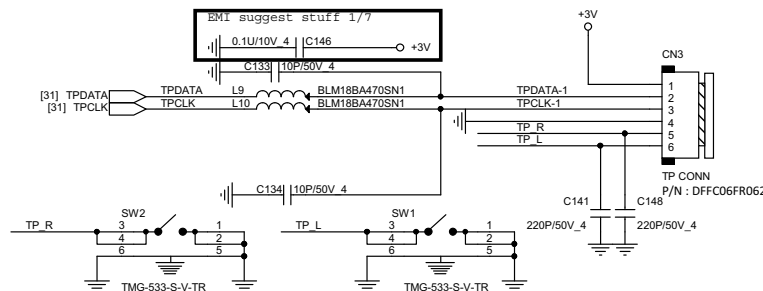 EMI suggest stuff 1/7
0.1U/10V_4 C146 +3V
+3V
C133 10P/50V_4
CN3
[31] TPDATA TPDATA L9 BLM18BA470SN1 TPDATA-1
[31] TPCLK TPCLK L10 BLM18BA470SN1 TPCLK-1
1
2
3
4
5
6
TP_R
TP_L
TP CONN
P/N : DFFC06FR062
C134 10P/50V_4
C141 C148
220P/50V_4 220P/50V_4
SW2 SW1
TP_R 3 1 TP_L 3 1
4 2 4 2
6 5 6 5
TMG-533-S-V-TR TMG-533-S-V-TR